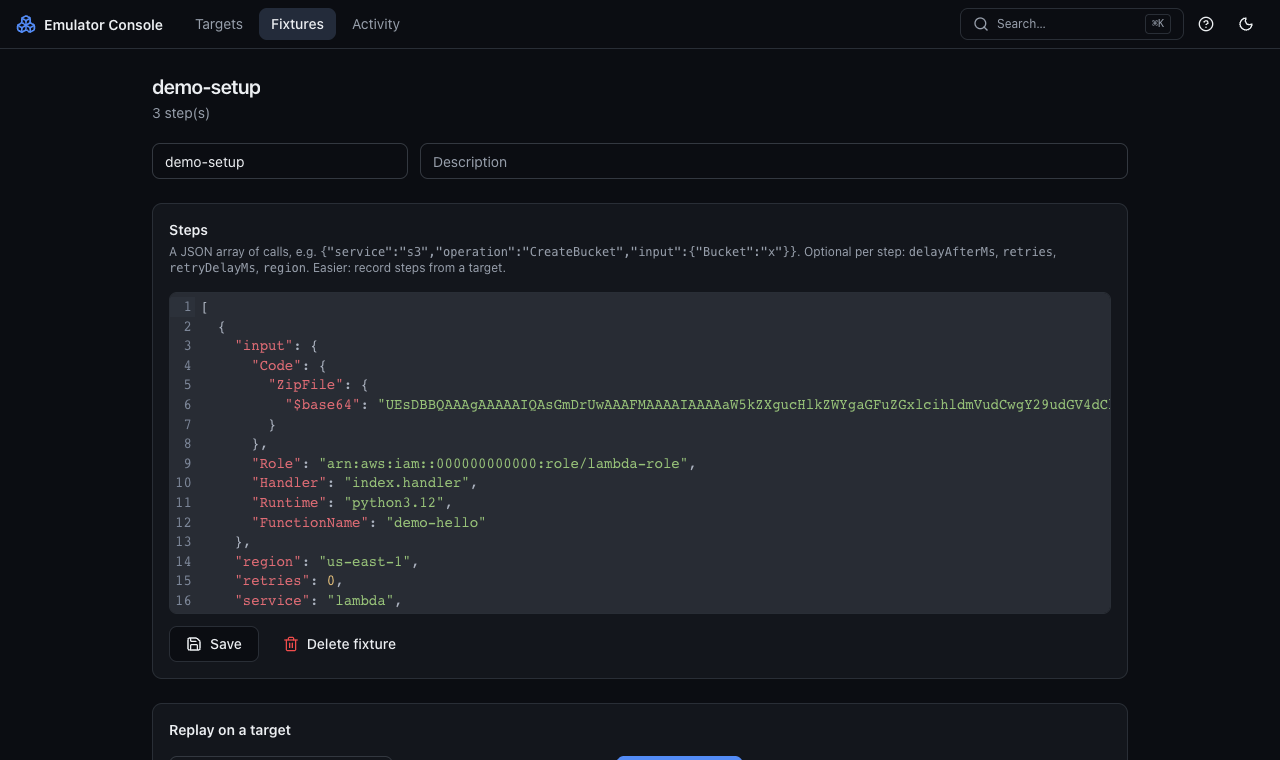 Emulator Console
Targets
Fixtures
Activity
Search...
⌘K
demo-setup
3 step(s)
demo-setup
Description
Steps
A JSON array of calls, e.g. {"service":"s3","operation":"CreateBucket","input":{"Bucket":"x"}}. Optional per step: delayAfterMs, retries,
retryDelayMs, region. Easier: record steps from a target.
1 [
2 {
3 "input": {
4 "Code": {
5 "ZipFile": {
6 "$base64": "UEsDBBQAAAgAAAAAIQAsGmDrUwAAAFMAAAAIAAAAaW5kZXgucHlkZWYgaGFuZGxlcihldmVudCwgY29udGV4dCl
7 }
8 },
9 "Role": "arn:aws:iam::000000000000:role/lambda-role",
10 "Handler": "index.handler",
11 "Runtime": "python3.12",
12 "FunctionName": "demo-hello"
13 },
14 "region": "us-east-1",
15 "retries": 0,
16 "service": "lambda",
Save
Delete fixture
Replay on a target